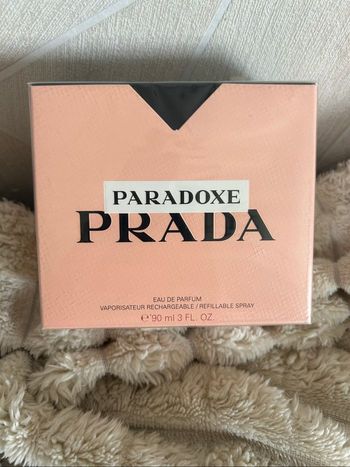 PARADOXE
PRADA
EAU DE PARFUM
VAPORISATEUR RECHARGEABLE / REFILLABLE SPRAY
℮ 90 ml 3 FL. OZ